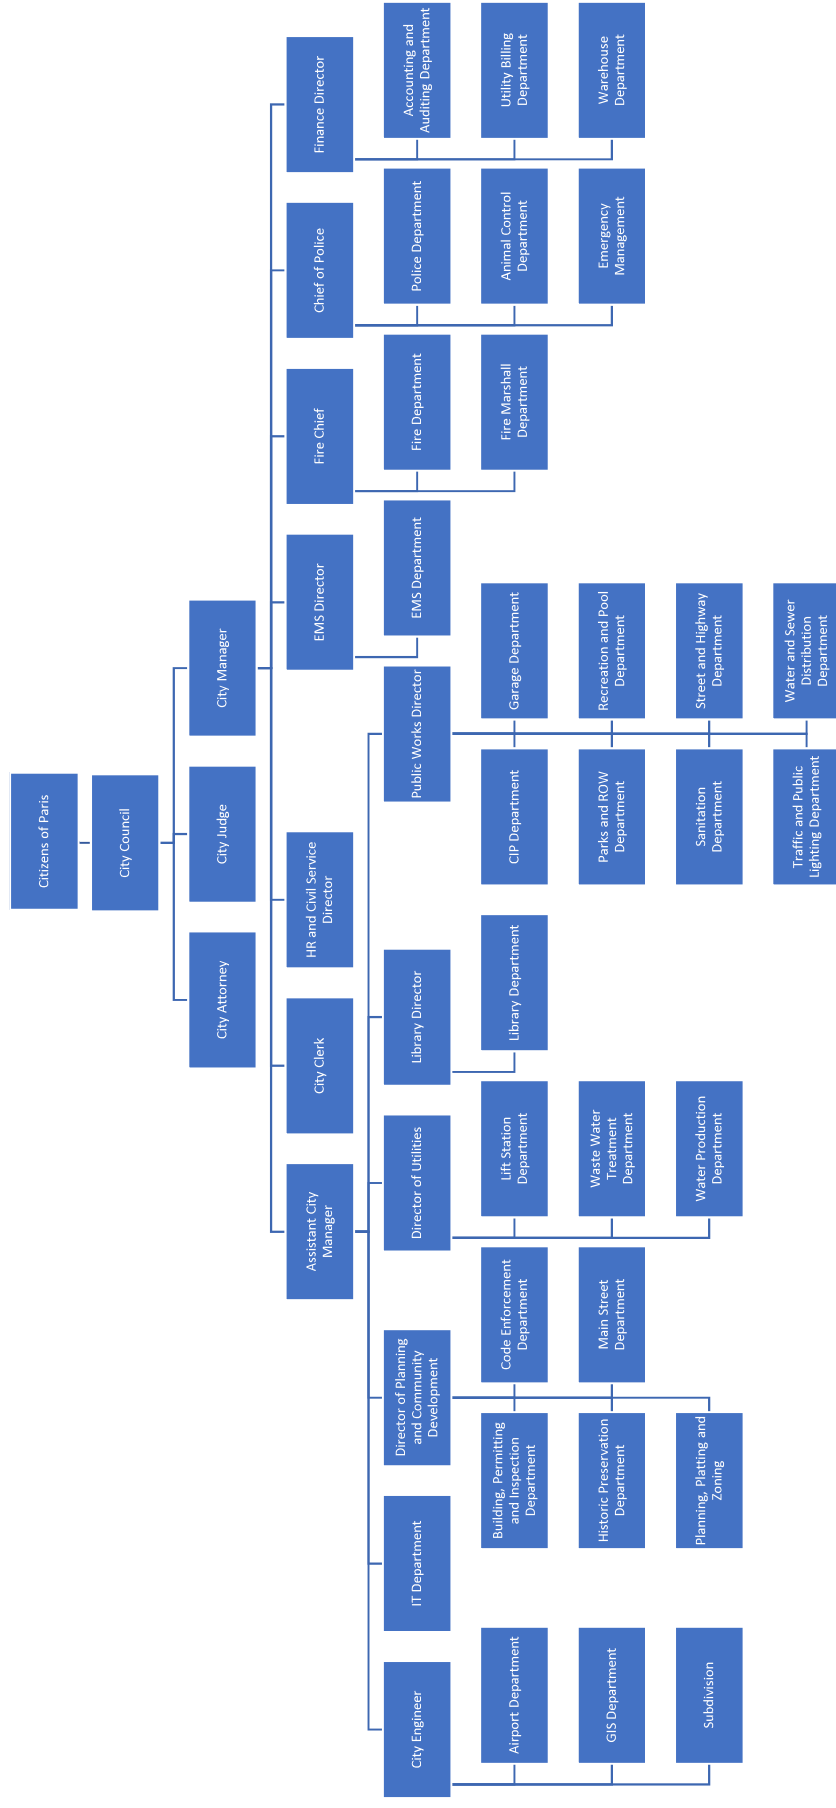 Citizens of Paris
City Council
City Attorney
City Judge
City Manager
Assistant City
Manager
City Clerk
HR and Civil Service
Director
EMS Director
Fire Chief
Chief of Police
Finance Director
City Engineer
IT Department
Director of Planning
and Community
Development
Director of Utilities
Library Director
Public Works Director
EMS Department
Fire Department
Police Department
Accounting and
Auditing Department
Airport Department
Building, Permitting
and Inspection
Department
Code Enforcement
Department
Lift Station
Department
Library Department
CIP Department
Garage Department
Fire Marshall
Department
Animal Control
Department
Utility Billing
Department
GIS Department
Historic Preservation
Department
Main Street
Department
Waste Water
Treatment
Department
Parks and ROW
Department
Recreation and Pool
Department
Emergency
Management
Warehouse
Department
Subdivision
Planning, Platting and
Zoning
Water Production
Department
Sanitation
Department
Street and Highway
Department
Traffic and Public
Lighting Department
Water and Sewer
Distribution
Department